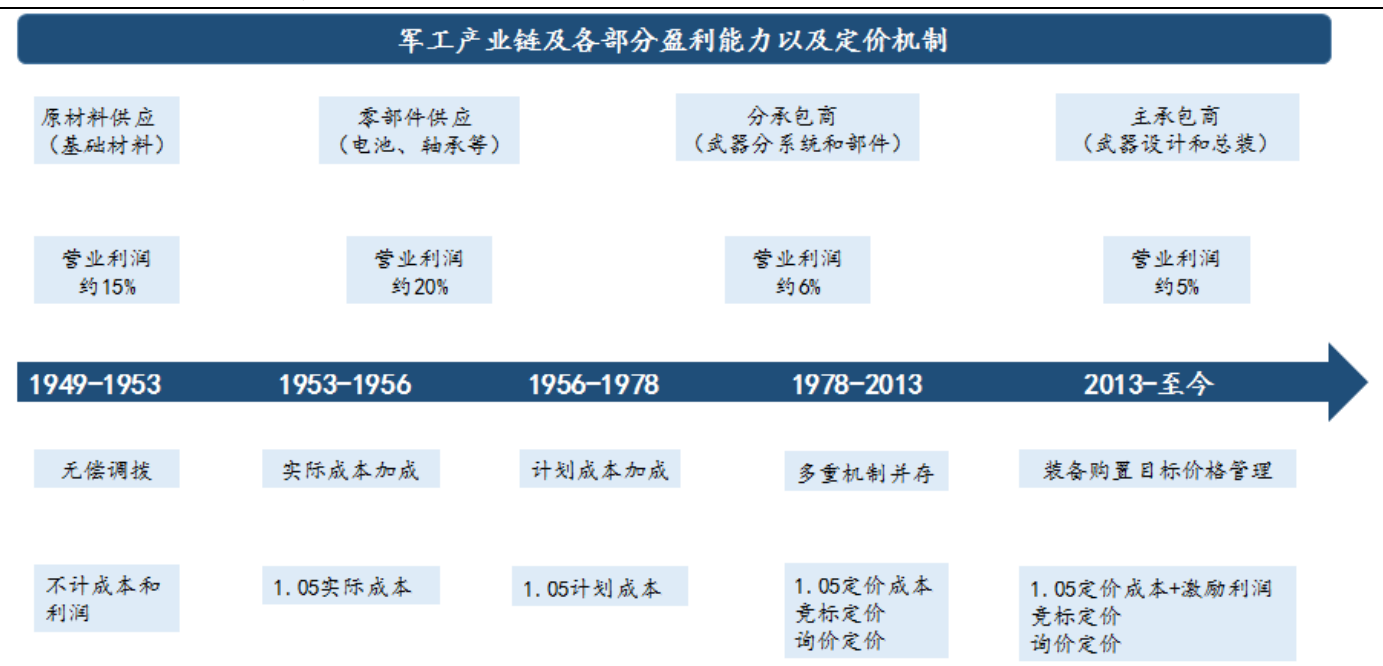 军工产业链及各部分盈利能力以及定价机制
原材料供应
（基础材料）
零部件供应
（电池、轴承等）
分承包商
（武器分系统和部件）
主承包商
（武器设计和总装）
营业利润
约15%
营业利润
约20%
营业利润
约6%
营业利润
约5%
1949-1953
1953-1956
1956-1978
1978-2013
2013-至今
无偿调拨
实际成本加成
计划成本加成
多重机制并存
装备购置目标价格管理
不计成本和
利润
1.05实际成本
1.05计划成本
1.05定价成本
竞标定价
询价定价
1.05定价成本+激励利润
竞标定价
询价定价